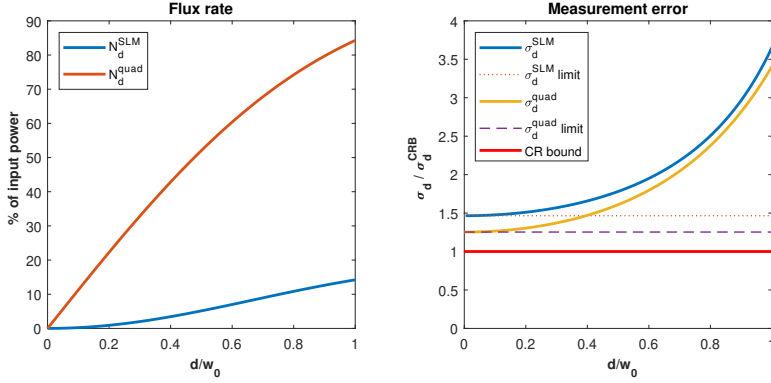 Flux rate
90
80
70
60
50
40
30
20
10
0
% of input power
N_d^SLM
N_d^quad
0
0.2
0.4
0.6
0.8
1
d/w_0
Measurement error
4
3.5
3
2.5
2
1.5
1
0.5
0
σ_d / σ_d^CRB
σ_d^SLM
σ_d^SLM limit
σ_d^quad
σ_d^quad limit
CR bound
0
0.2
0.4
0.6
0.8
1
d/w_0